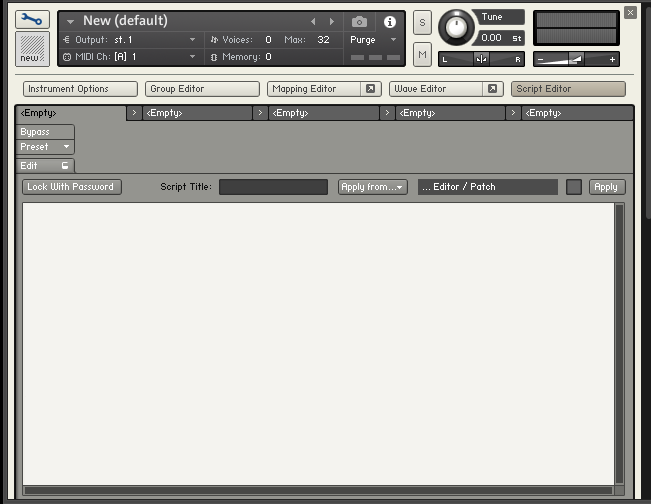 New (default)
Output: st.1 Voices: 0 Max: 32 Purge
MIDI Ch: [A] 1 Memory: 0
new
S
M
Tune
0.00 st
L R
- +
Instrument Options Group Editor Mapping Editor Wave Editor Script Editor
<Empty> > <Empty> > <Empty> > <Empty> > <Empty>
Bypass
Preset
Edit
Lock With Password Script Title: Apply from... ... Editor / Patch Apply